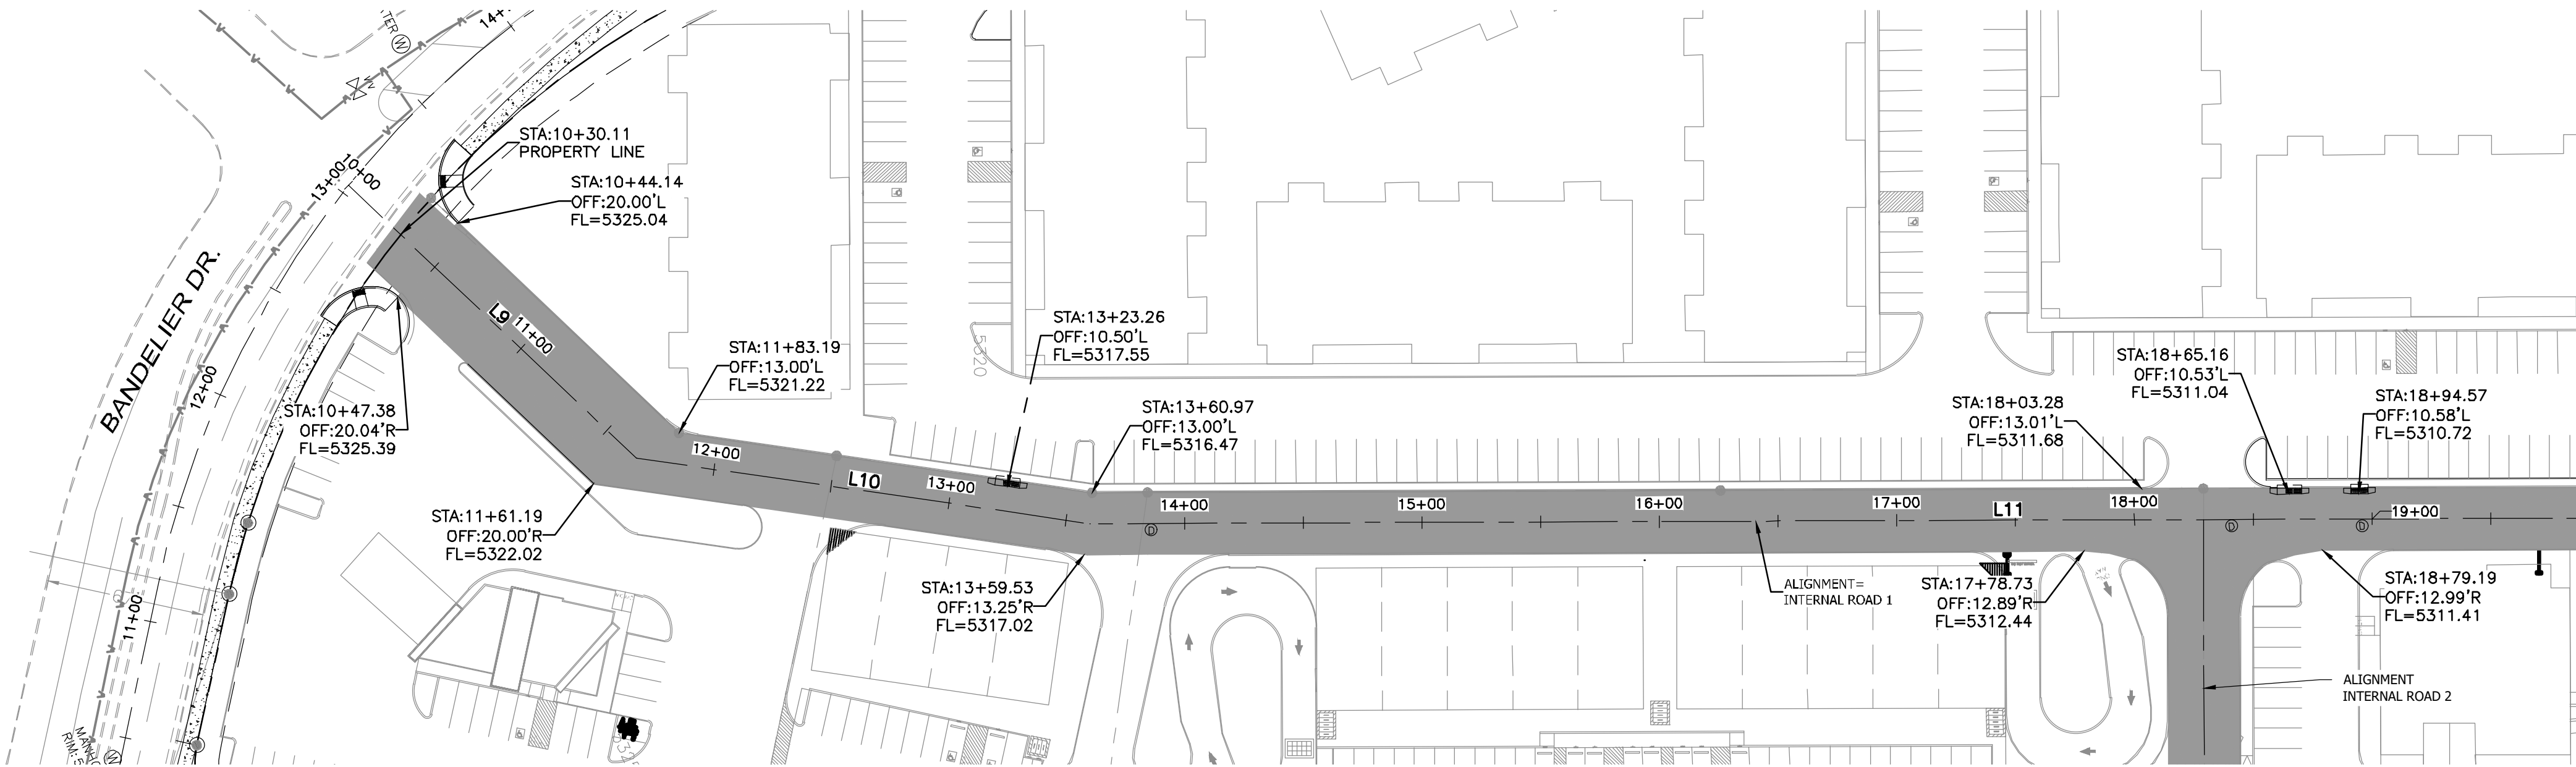 14+
TER
W
W
13+00
10+00
STA:10+30.11
PROPERTY LINE
STA:10+44.14
OFF:20.00'L
FL=5325.04
BANDELIER DR.
12+00
11+00
L9
11+00
STA:10+47.38
OFF:20.04'R
FL=5325.39
STA:11+83.19
OFF:13.00'L
FL=5321.22
STA:11+61.19
OFF:20.00'R
FL=5322.02
12+00
L10
13+00
5320
STA:13+23.26
OFF:10.50'L
FL=5317.55
STA:13+60.97
OFF:13.00'L
FL=5316.47
STA:13+59.53
OFF:13.25'R
FL=5317.02
D
14+00
15+00
16+00
17+00
L11
18+00
ALIGNMENT=
INTERNAL ROAD 1
STA:18+03.28
OFF:13.01'L
FL=5311.68
STA:17+78.73
OFF:12.89'R
FL=5312.44
STA:18+65.16
OFF:10.53'L
FL=5311.04
STA:18+94.57
OFF:10.58'L
FL=5310.72
D
D
19+00
STA:18+79.19
OFF:12.99'R
FL=5311.41
ALIGNMENT
INTERNAL ROAD 2
RIM:5
W